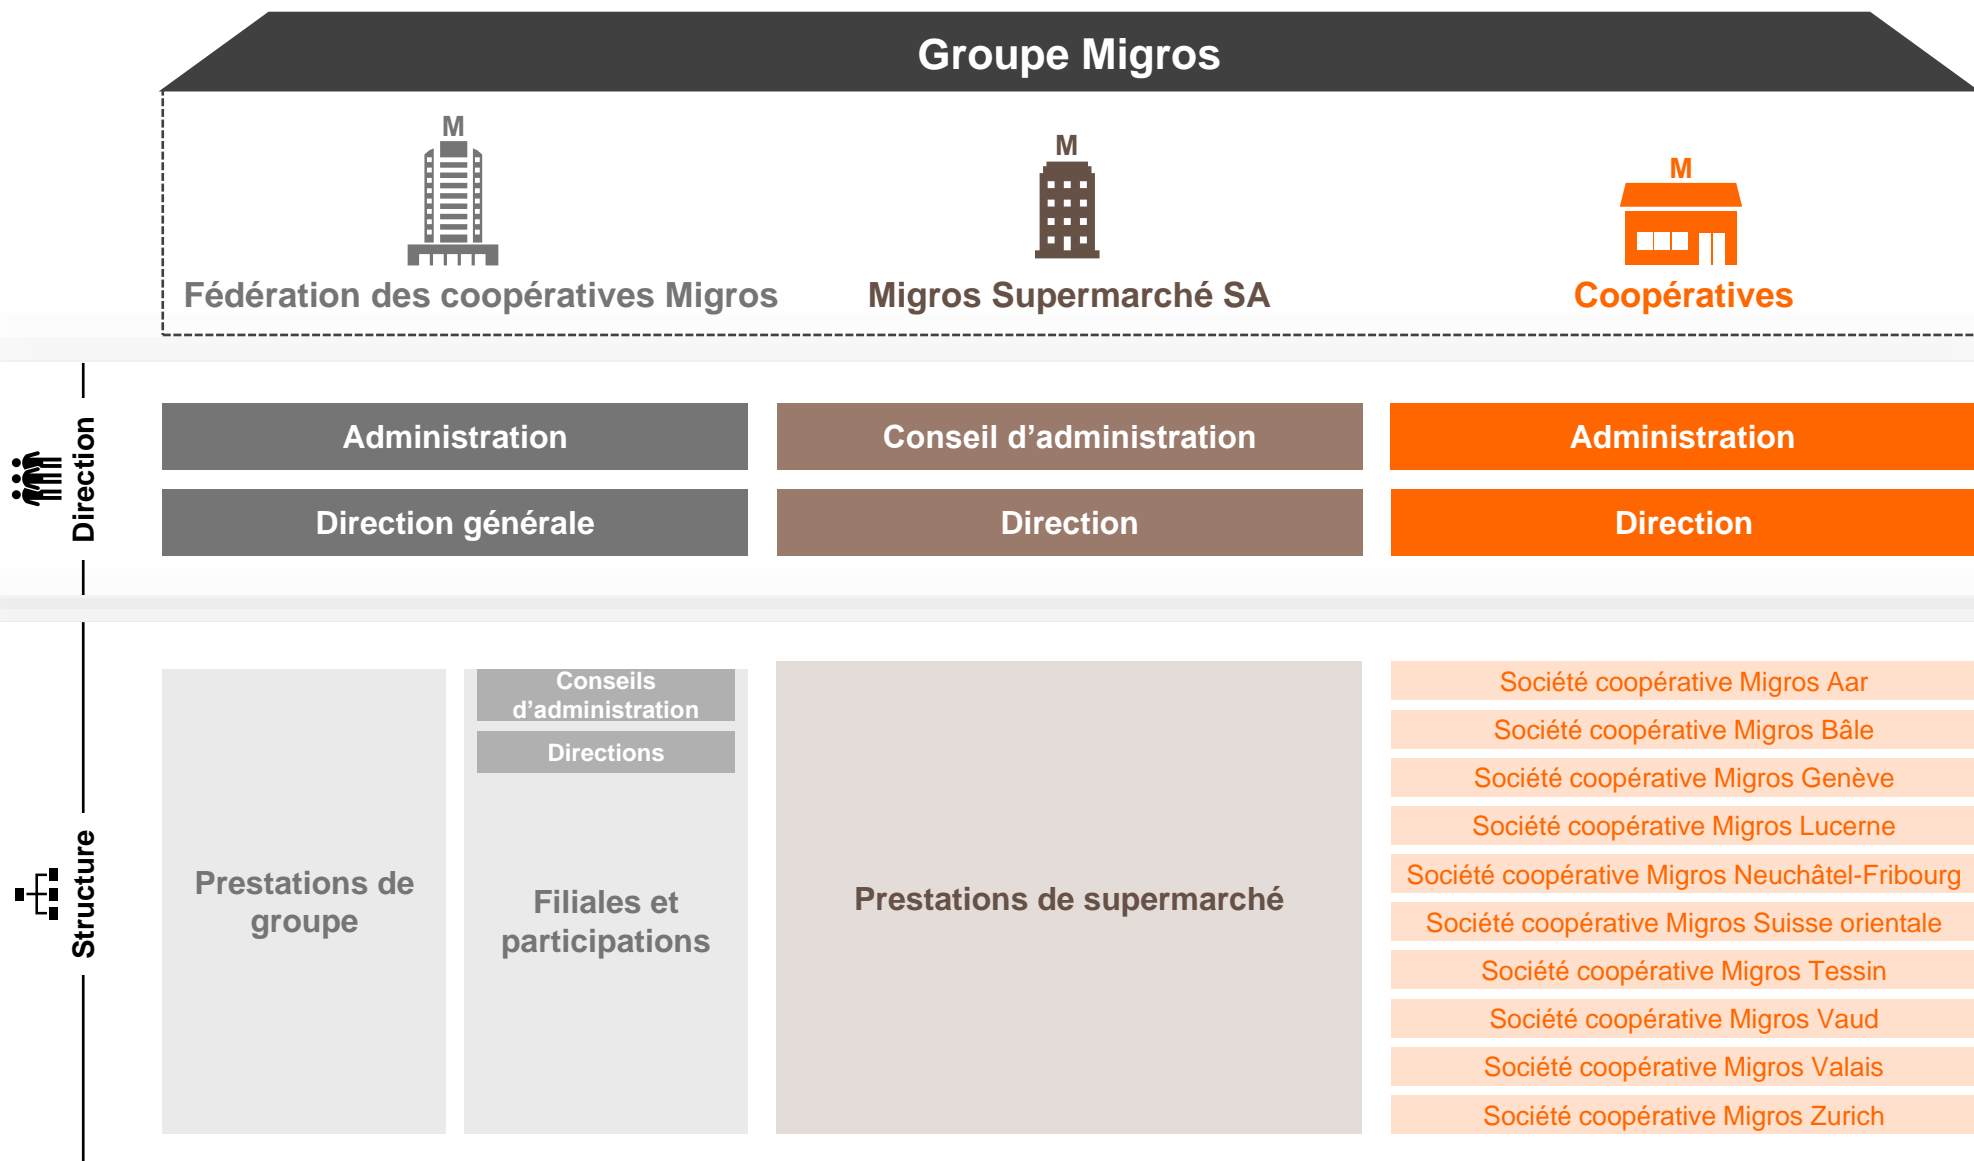 Groupe Migros
M
M
M
Fédération des coopératives Migros
Migros Supermarché SA
Coopératives
Direction
Administration
Conseil d’administration
Administration
Direction générale
Direction
Direction
Structure
Prestations de
groupe
Conseils
d’administration
Directions
Filiales et
participations
Prestations de supermarché
Société coopérative Migros Aar
Société coopérative Migros Bâle
Société coopérative Migros Genève
Société coopérative Migros Lucerne
Société coopérative Migros Neuchâtel-Fribourg
Société coopérative Migros Suisse orientale
Société coopérative Migros Tessin
Société coopérative Migros Vaud
Société coopérative Migros Valais
Société coopérative Migros Zurich